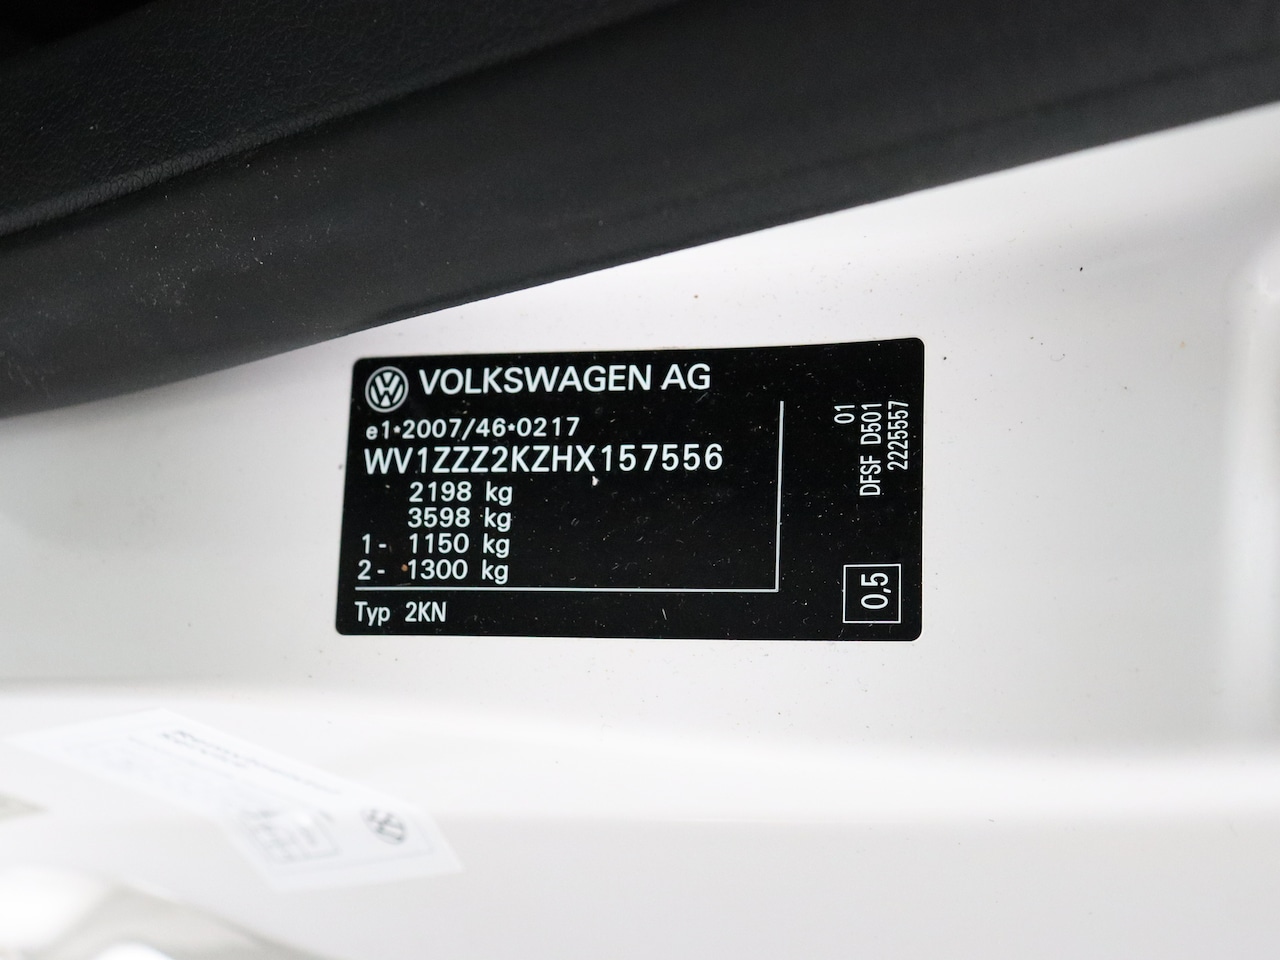 VOLKSWAGEN AG
e1*2007/46*0217
WV1ZZZ2KZHX157556
2198 kg
3598 kg
1- 1150 kg
2- 1300 kg
Typ 2KN
01
DFSF D501
2225557
0,5